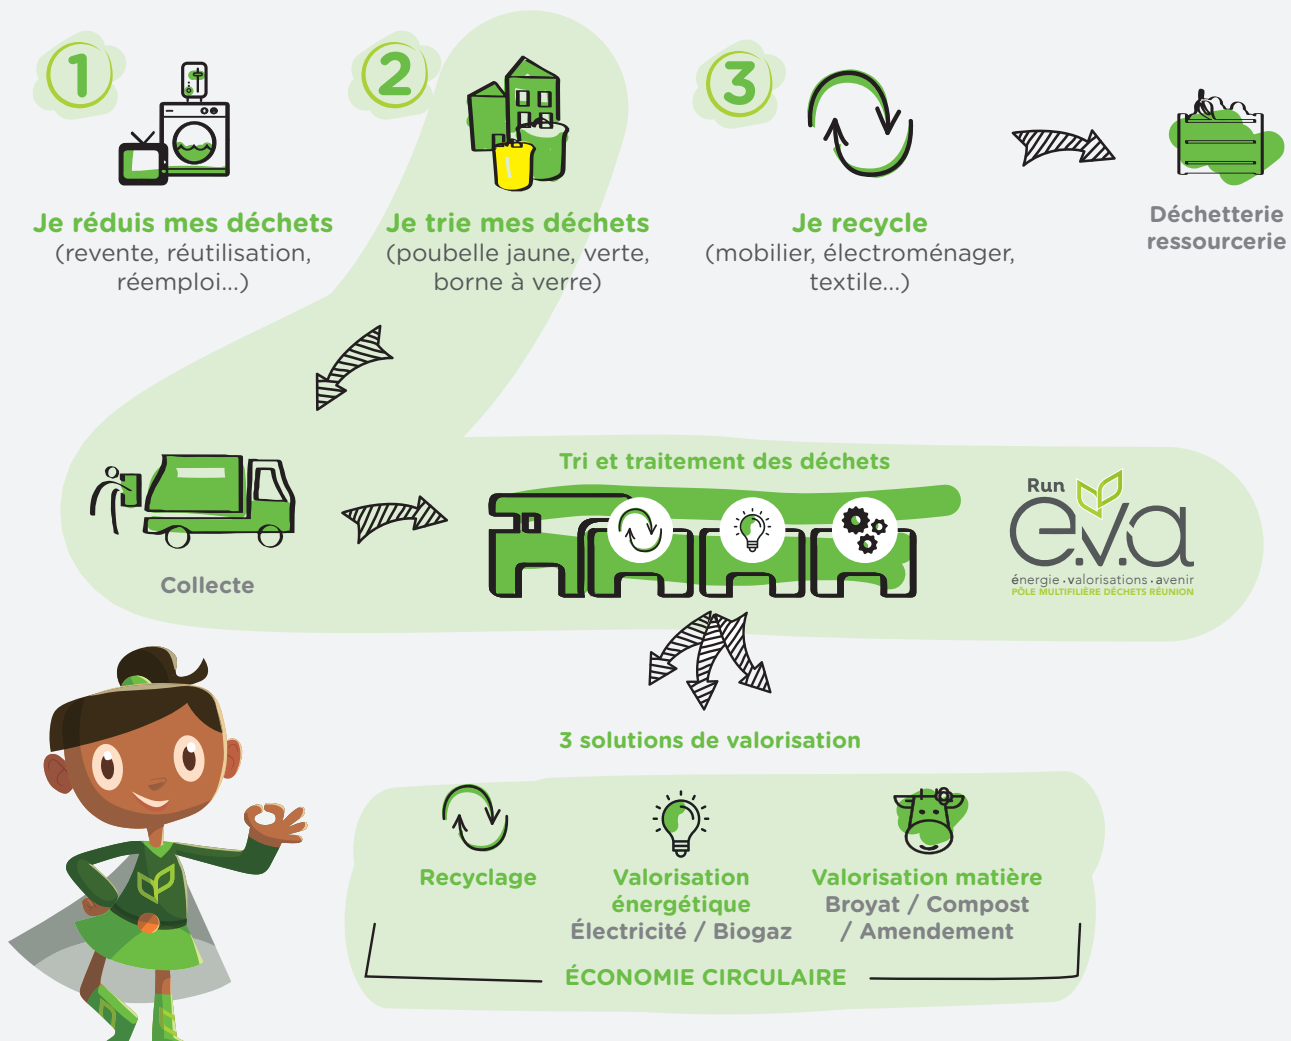 1
Je réduis mes déchets
(revente, réutilisation,
réemploi...)
2
Je trie mes déchets
(poubelle jaune, verte,
borne à verre)
3
Je recycle
(mobilier, électroménager,
textile...)
Déchetterie
ressourcerie
Collecte
Tri et traitement des déchets
Run
e.v.a
énergie · valorisations · avenir
PÔLE MULTIFILIÈRE DÉCHETS RÉUNION
3 solutions de valorisation
Recyclage
Valorisation
énergétique
Électricité / Biogaz
Valorisation matière
Broyat / Compost
/ Amendement
ÉCONOMIE CIRCULAIRE